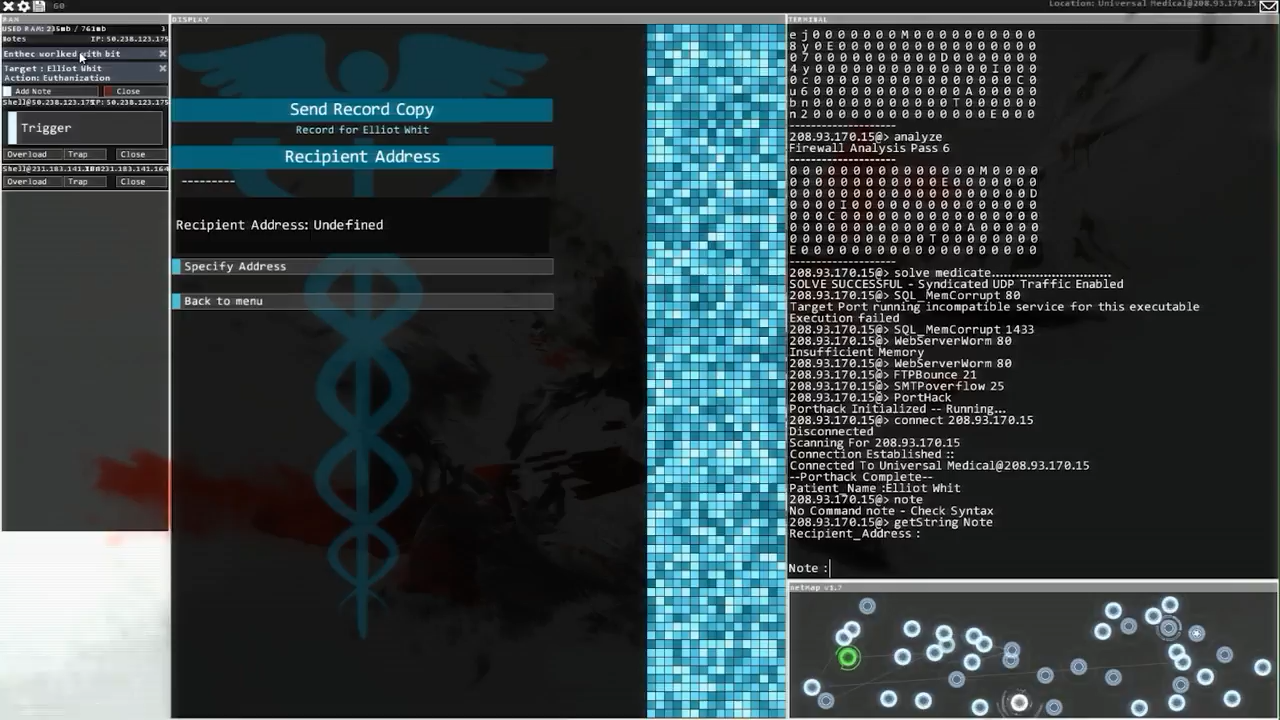 60
Location: Universal Medical@208.93.170.15
RAM
USED RAM: 235mb / 761mb 3
Notes IP: 50.238.123.175
Enthec worlked with bit
Target : Elliot Whit
Action: Euthanization
Add Note Close
Shell@50.238.123.175
Trigger
Overload Trap Close
Overload Trap Close
DISPLAY
Send Record Copy
Record for Elliot Whit
Recipient Address
---------
Recipient Address: Undefined
Specify Address
Back to menu
TERMINAL
e j 0 0 0 0 0 0 0 M 0 0 0 0 0 0 0 0 0 0
8 y 0 E 0 0 0 0 0 0 0 0 0 0 0 0 0 0 0 0
0 7 0 0 0 0 0 0 0 0 0 0 D 0 0 0 0 0 0 0
4 y 0 0 0 0 0 0 0 0 0 0 0 0 0 0 I 0 0 0
0 c 0 0 0 0 0 0 0 0 0 0 0 0 0 0 0 0 C 0
u 6 0 0 0 0 0 0 0 0 0 0 0 0 A 0 0 0 0 0
b n 0 0 0 0 0 0 0 0 0 0 0 T 0 0 0 0 0 0
n 2 0 0 0 0 0 0 0 0 0 0 0 0 0 0 E 0 0 0
--------------------
208.93.170.15@> analyze
Firewall Analysis Pass 6
--------------------
0 0 0 0 0 0 0 0 0 0 0 0 0 0 0 M 0 0 0 0
0 0 0 0 0 0 0 0 0 0 0 0 E 0 0 0 0 0 0 0
0 0 0 0 0 0 0 0 0 0 0 0 0 0 0 0 0 0 0 D
0 0 0 0 I 0 0 0 0 0 0 0 0 0 0 0 0 0 0 0
0 0 0 C 0 0 0 0 0 0 0 0 0 0 0 0 0 0 0 0
0 0 0 0 0 0 0 0 0 0 0 0 0 0 A 0 0 0 0 0
0 0 0 0 0 0 0 0 0 0 0 T 0 0 0 0 0 0 0 0
E 0 0 0 0 0 0 0 0 0 0 0 0 0 0 0 0 0 0 0
--------------------
208.93.170.15@> solve medicate............................
SOLVE SUCCESSFUL - Syndicated UDP Traffic Enabled
208.93.170.15@> SQL_MemCorrupt 80
Target Port running incompatible service for this executable
Execution failed
208.93.170.15@> SQL_MemCorrupt 1433
208.93.170.15@> WebServerWorm 80
Insufficient Memory
208.93.170.15@> WebServerWorm 80
208.93.170.15@> FTPBounce 21
208.93.170.15@> SMTPoverflow 25
208.93.170.15@> PortHack
Porthack Initialized -- Running...
208.93.170.15@> connect 208.93.170.15
Disconnected
Scanning For 208.93.170.15
Connection Established ::
Connected To Universal Medical@208.93.170.15
--Porthack Complete--
Patient_Name :Elliot Whit
208.93.170.15@> note
No Command note - Check Syntax
208.93.170.15@> getString Note
Recipient_Address :
Note :
netMap v1.7